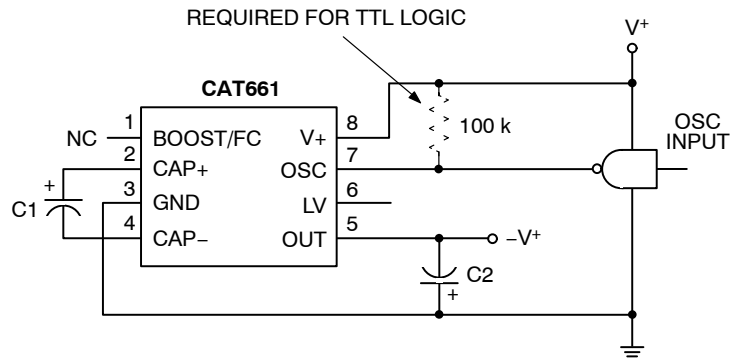 REQUIRED FOR TTL LOGIC
V+
CAT661
1
8
NC
BOOST/FC
V+
100 k
OSC
INPUT
2
7
CAP+
OSC
+
C1
3
6
GND
LV
4
5
CAP−
OUT
−V+
C2
+